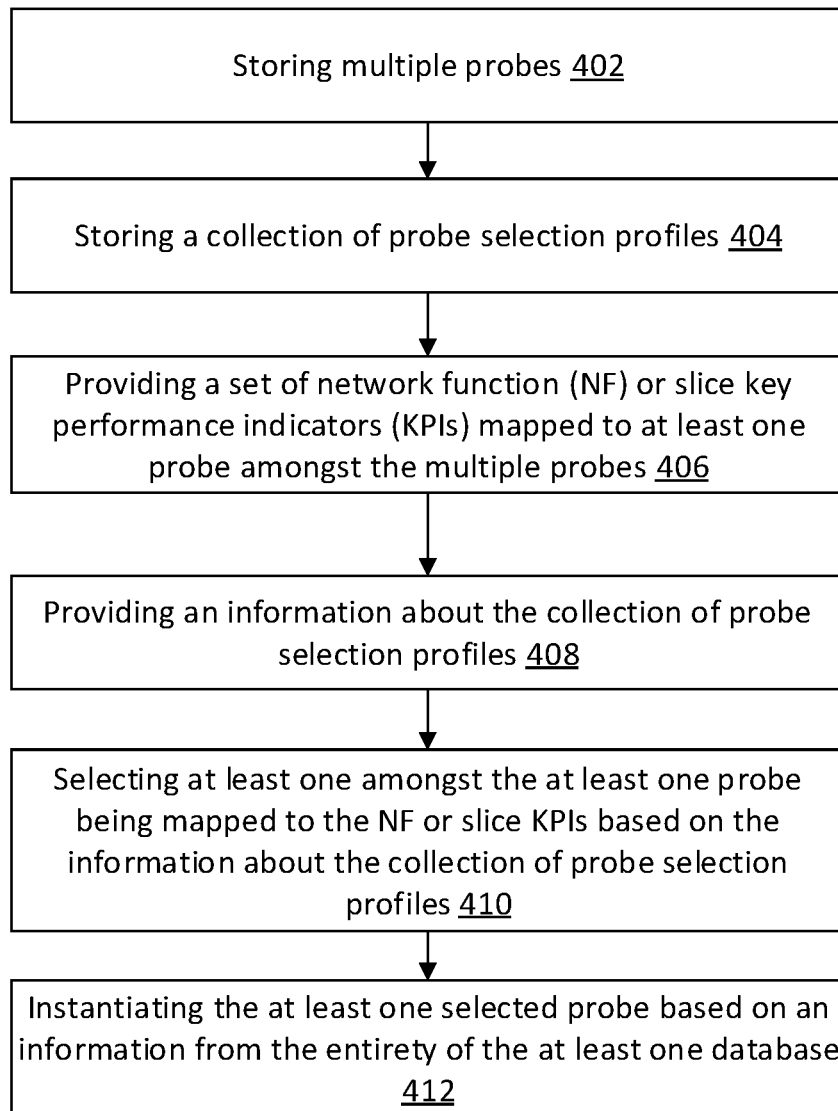 Storing multiple probes 402
Storing a collection of probe selection profiles 404
Providing a set of network function (NF) or slice key
performance indicators (KPIs) mapped to at least one
probe amongst the multiple probes 406
Providing an information about the collection of probe
selection profiles 408
Selecting at least one amongst the at least one probe
being mapped to the NF or slice KPIs based on the
information about the collection of probe selection
profiles 410
Instantiating the at least one selected probe based on an
information from the entirety of the at least one database
412